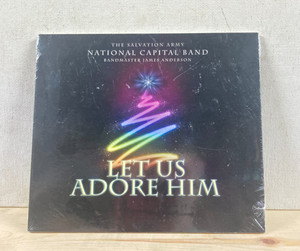 THE SALVATION ARMY
NATIONAL CAPITAL BAND
BANDMASTER JAMES ANDERSON
LET US
ADORE HIM